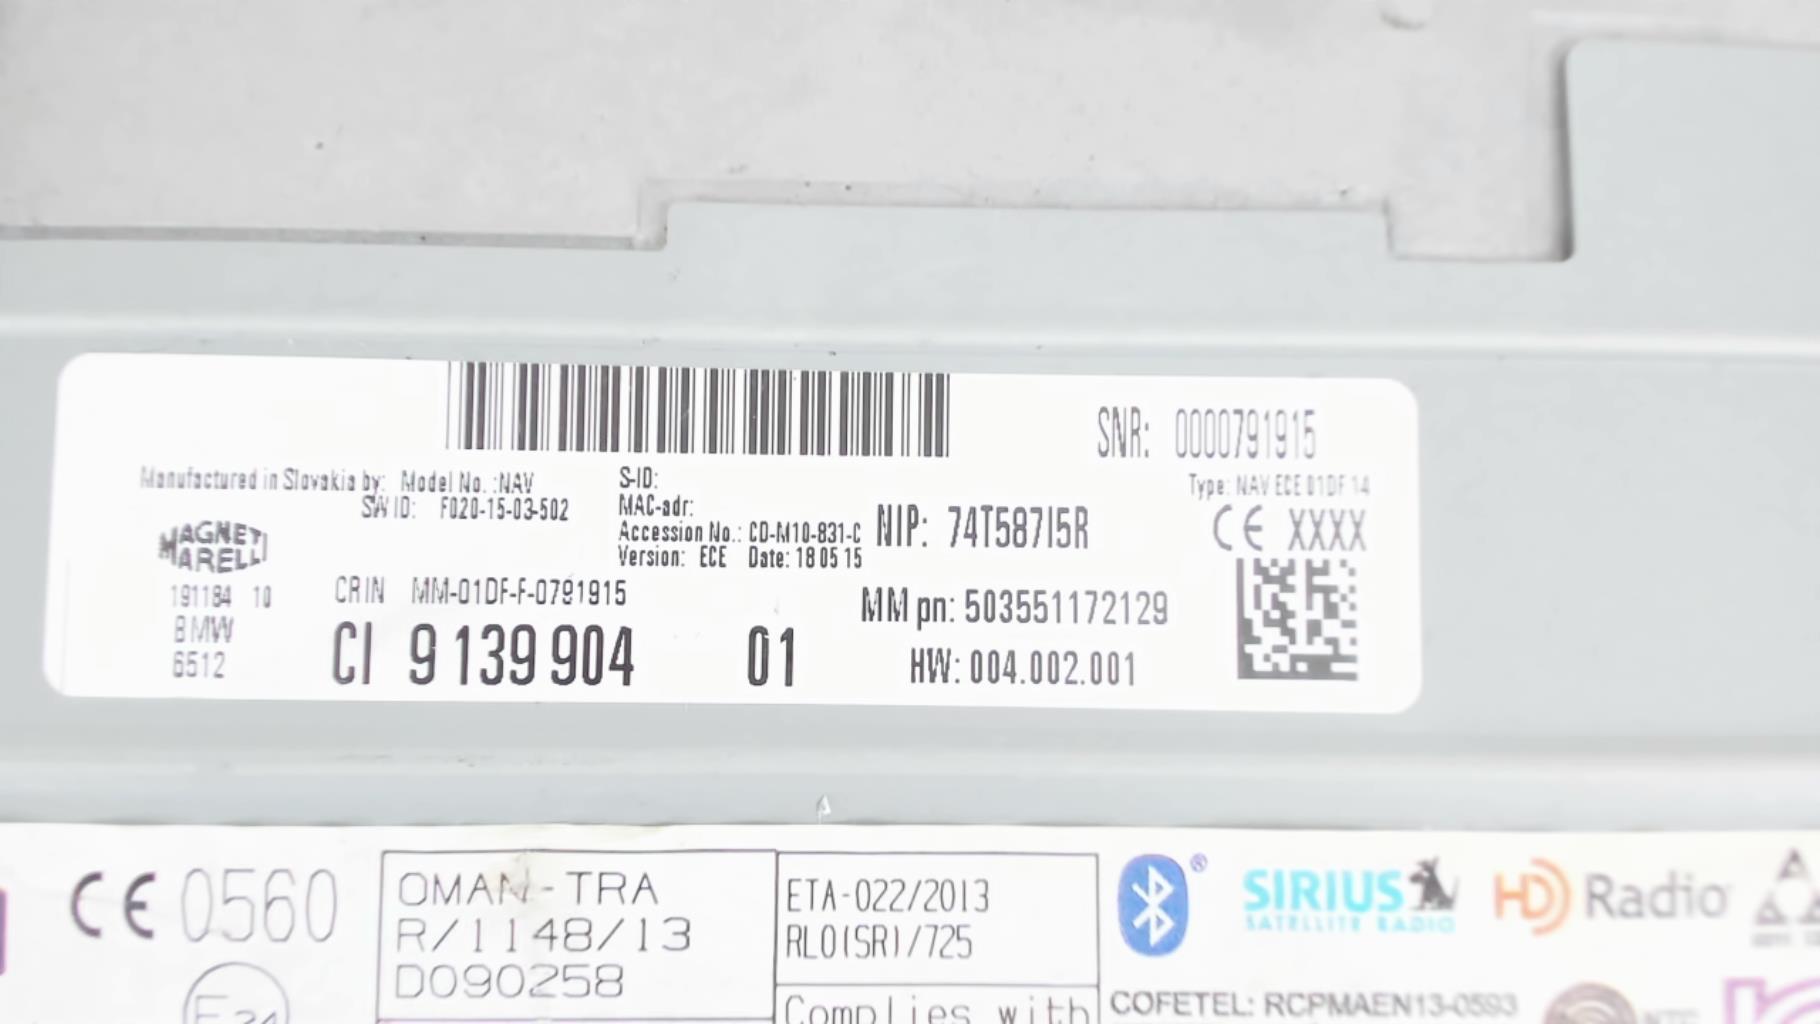 SNR: 0000791915
Manufactured in Slovakia by: Model No. :NAV
SW ID: F020-15-03-502
S-ID:
MAC-adr:
Accession No.: CD-M10-831-C
Version: ECE Date: 18 05 15
NIP: 74T587I5R
Type: NAV ECE 01DF 14
CE XXXX
MAGNETI
MARELLI
191184 10
BMW
6512
CRIN MM-01DF-F-0791915
CI 9 139 904 01
MM pn: 503551172129
HW: 004.002.001
CE 0560
OMAN-TRA
R/1148/13
D090258
ETA-022/2013
RLO(SR)/725
Complies with
SIRIUS
SATELLITE RADIO
HD Radio
COFETEL: RCPMAEN13-0593
E24